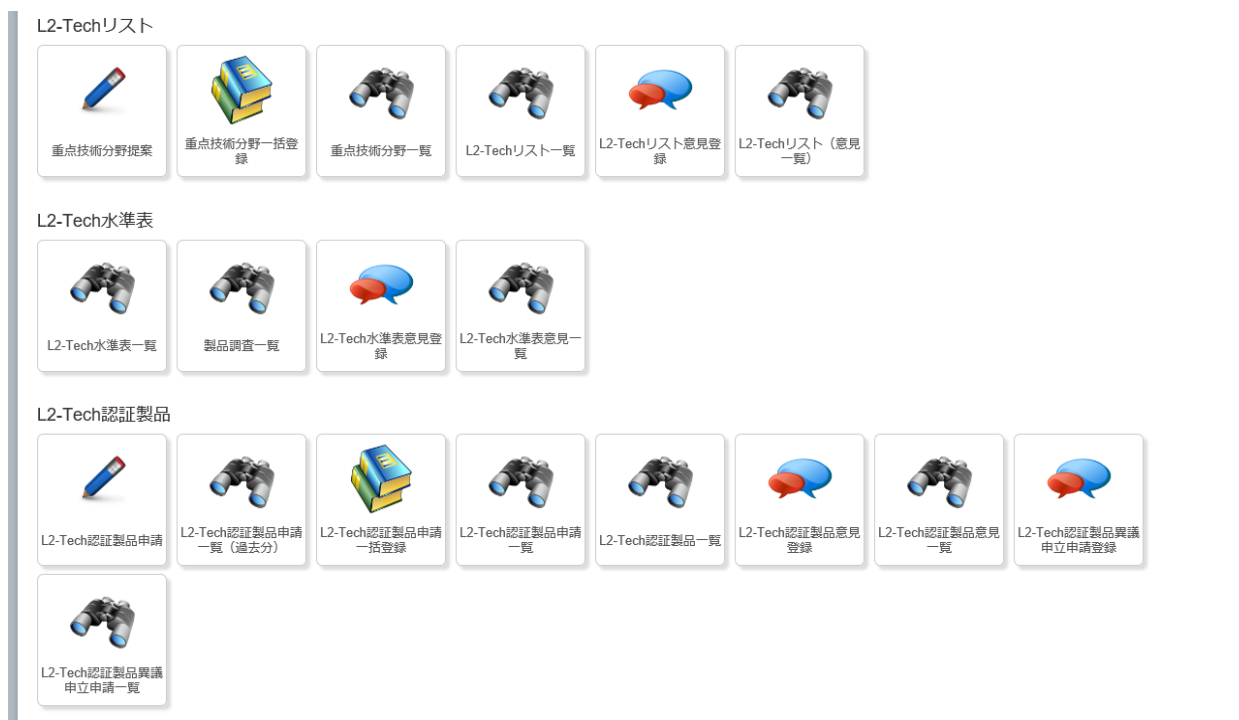 L2-Techリスト
重点技術分野提案
重点技術分野一括登
録
重点技術分野一覧
L2-Techリスト一覧
L2-Techリスト意見登
録
L2-Techリスト（意見
一覧）
L2-Tech水準表
L2-Tech水準表一覧
製品調査一覧
L2-Tech水準表意見登
録
L2-Tech水準表意見一
覧
L2-Tech認証製品
L2-Tech認証製品申請
L2-Tech認証製品申請
一覧（過去分）
L2-Tech認証製品申請
一括登録
L2-Tech認証製品申請
一覧
L2-Tech認証製品一覧
L2-Tech認証製品意見
登録
L2-Tech認証製品意見
一覧
L2-Tech認証製品異議
申立申請登録
L2-Tech認証製品異議
申立申請一覧